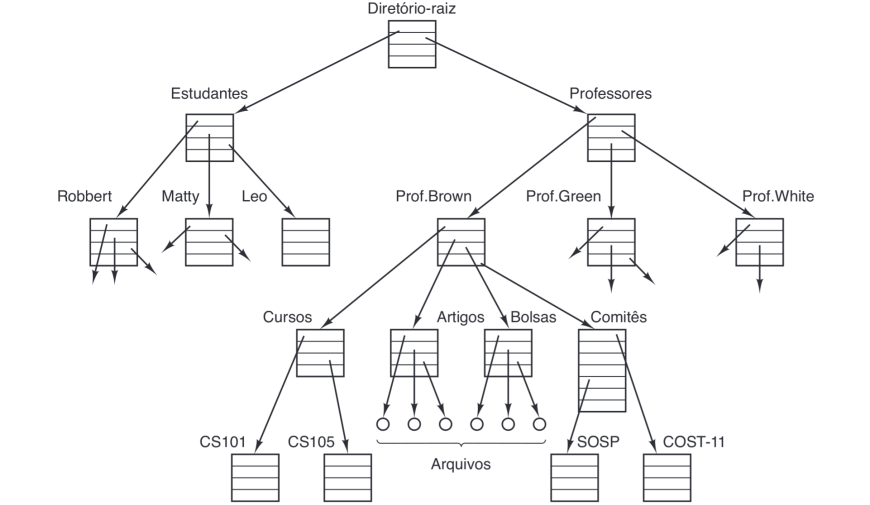 Diretório-raiz
Estudantes
Professores
Robbert
Matty
Leo
Prof.Brown
Prof.Green
Prof.White
Cursos
Artigos
Bolsas
Comitês
CS101
CS105
Arquivos
SOSP
COST-11